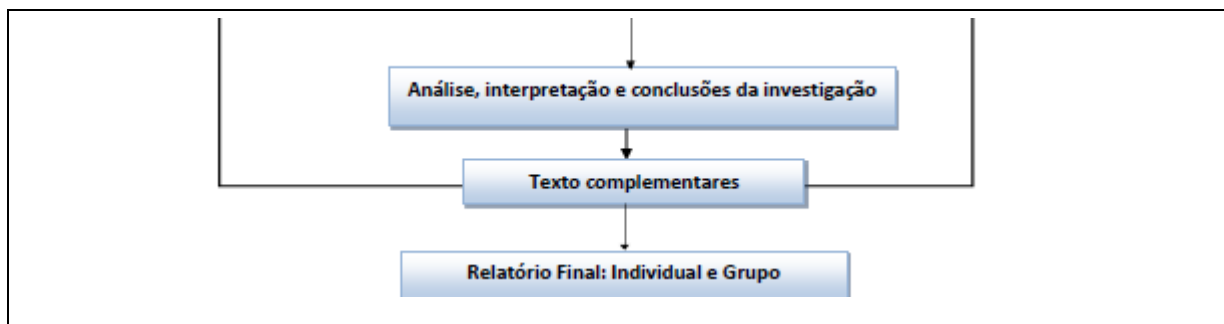 Análise, interpretação e conclusões da investigação
Texto complementares
Relatório Final: Individual e Grupo